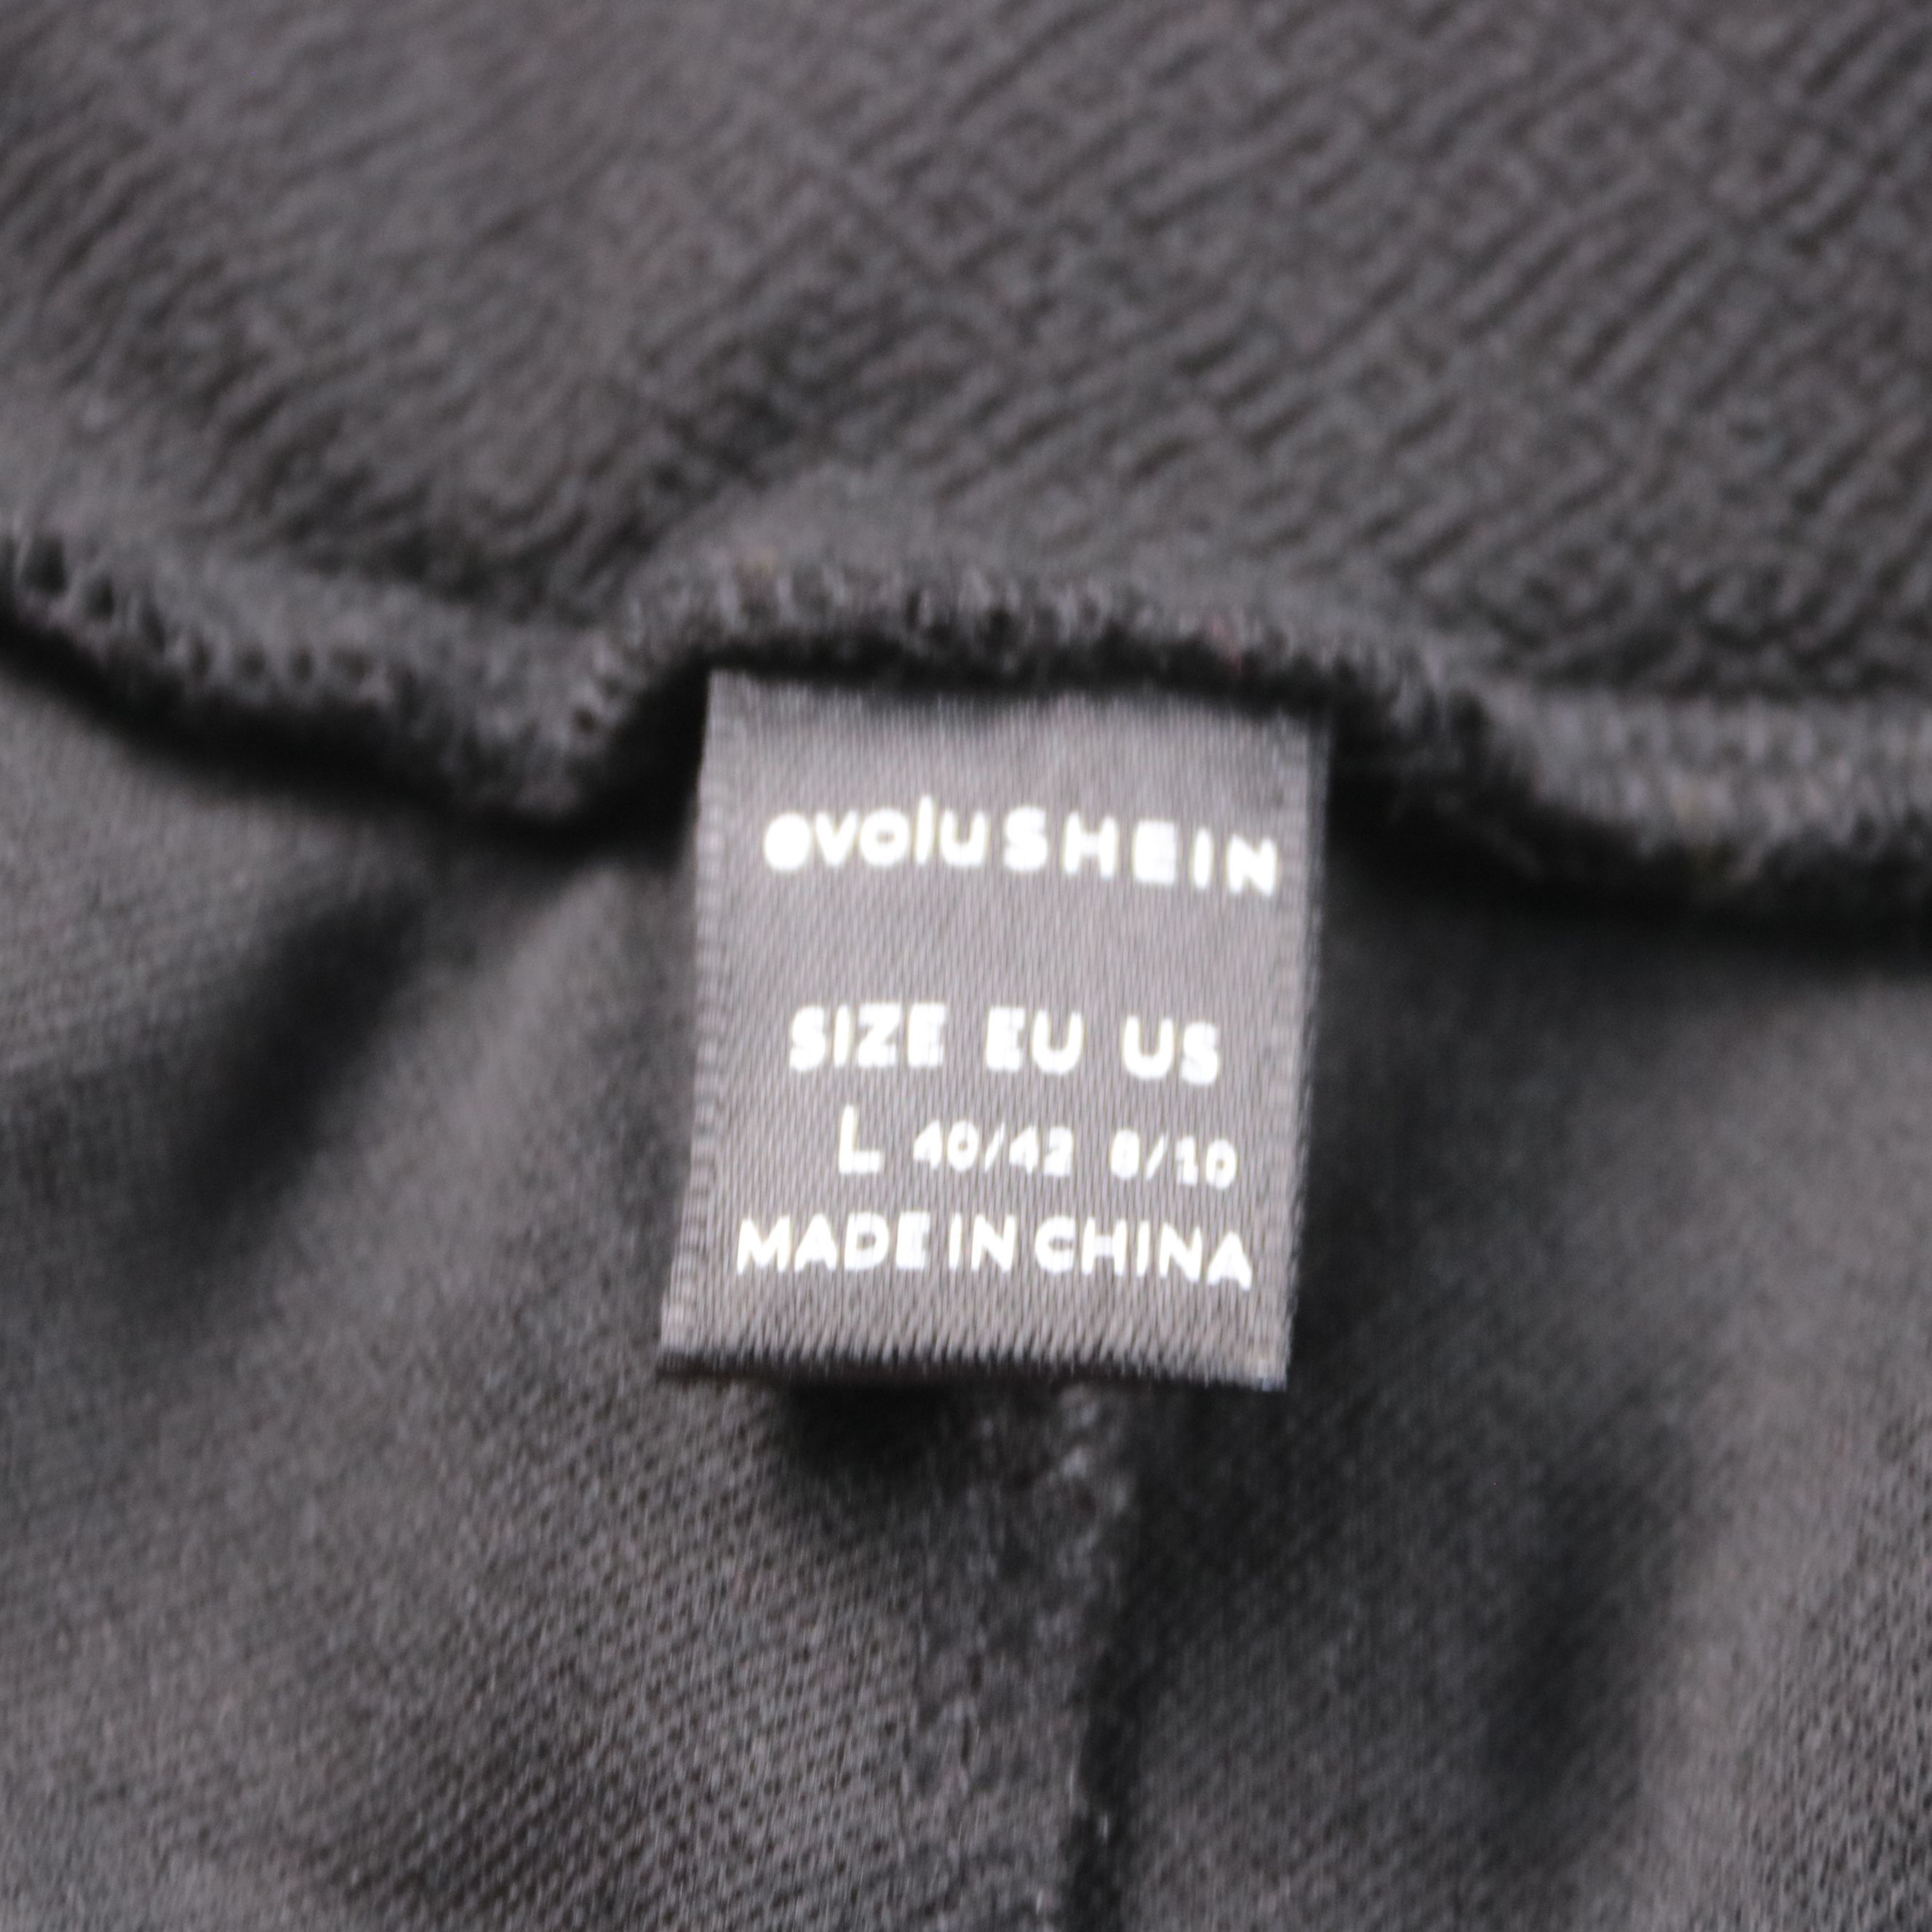 evoluSHEIN
SIZE EU US
L 40/42 8/10
MADE IN CHINA